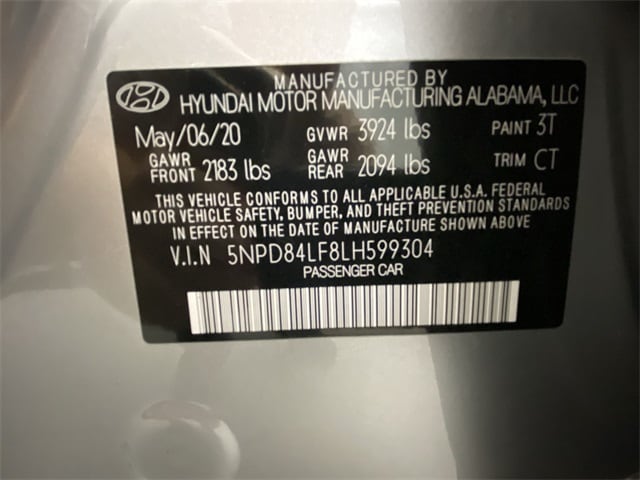 MANUFACTURED BY
HYUNDAI MOTOR MANUFACTURING ALABAMA, LLC
May/06/20 GVWR 3924 lbs PAINT 3T
GAWR FRONT 2183 lbs GAWR REAR 2094 lbs TRIM CT
THIS VEHICLE CONFORMS TO ALL APPLICABLE U.S.A. FEDERAL
MOTOR VEHICLE SAFETY, BUMPER, AND THEFT PREVENTION STANDARDS
IN EFFECT ON THE DATE OF MANUFACTURE SHOWN ABOVE
V.I.N 5NPD84LF8LH599304
PASSENGER CAR